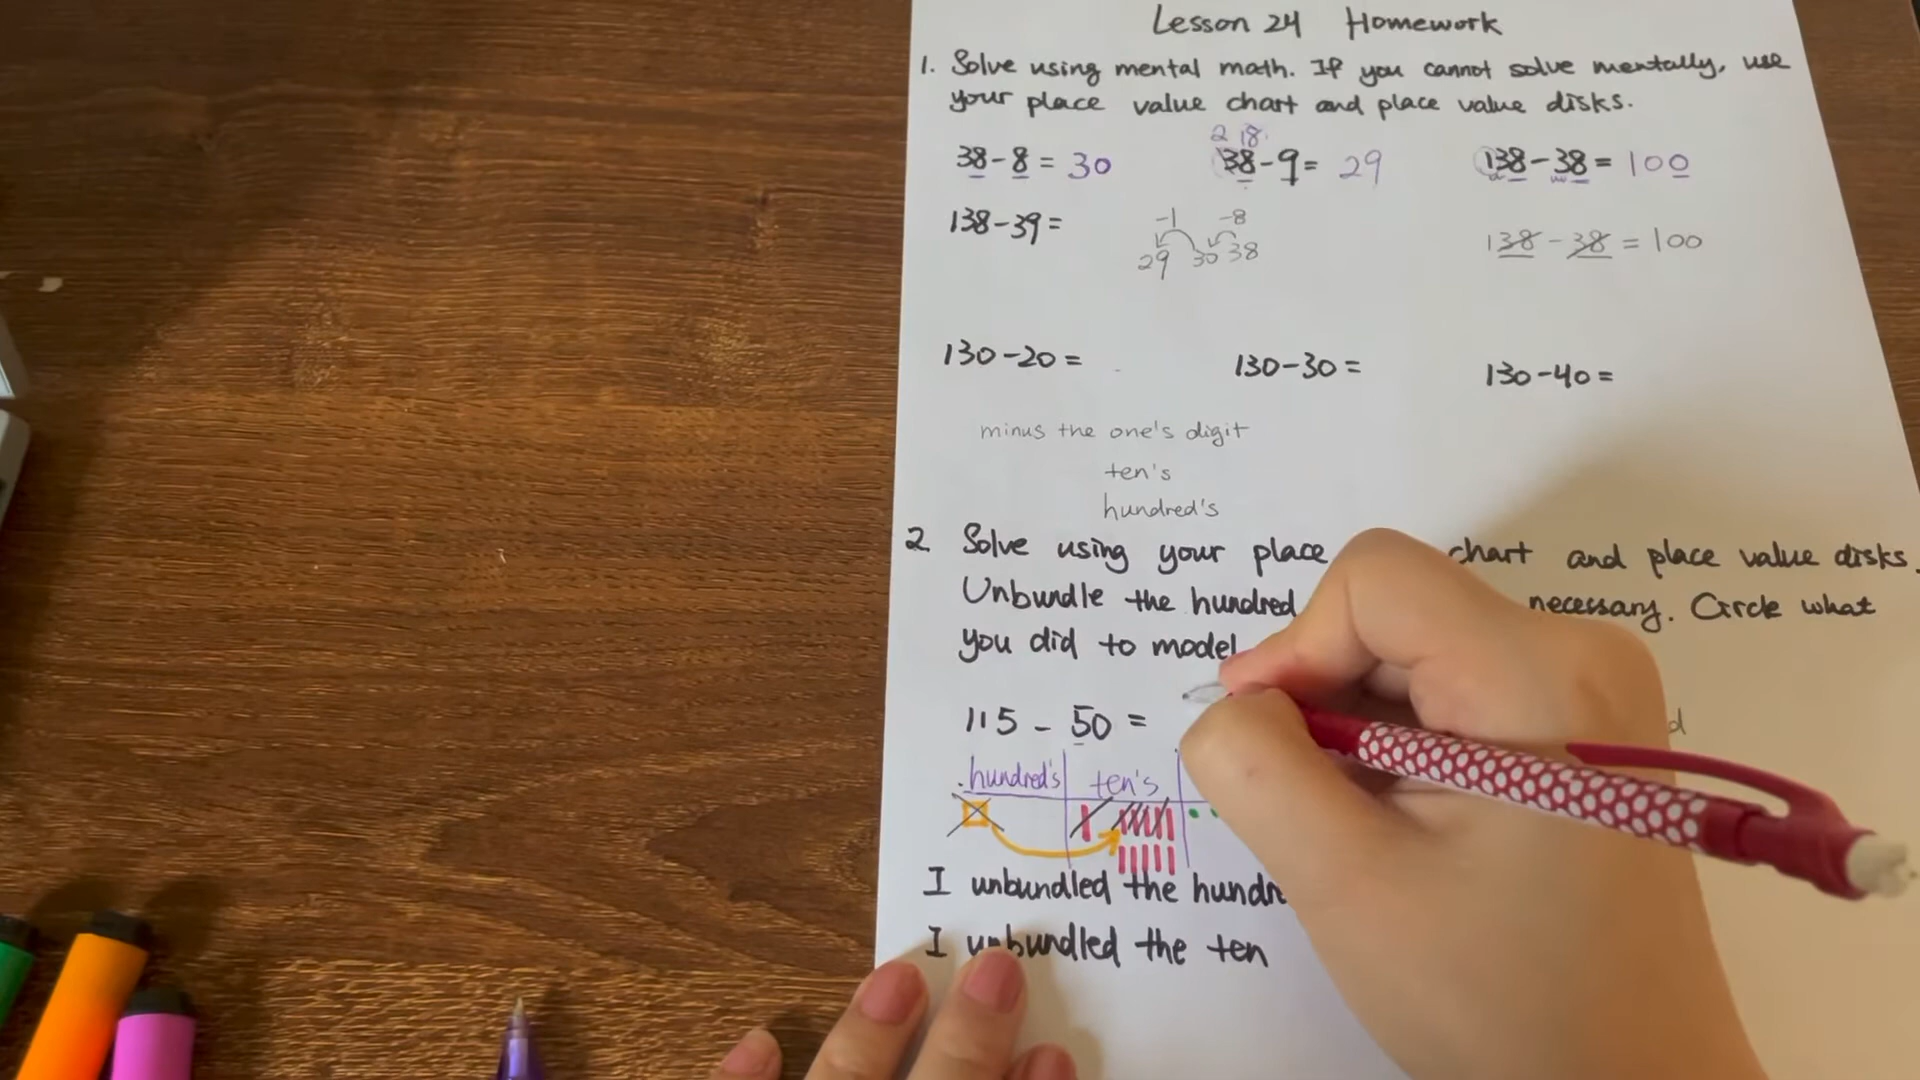 Lesson 24 Homework
1. Solve using mental math. If you cannot solve mentally, use
your place value chart and place value disks.
2 18
38-8 = 30 38-9= 29 138-38= 100
138-39=
-1 -8
29 30 38
138-38 = 100
130-20= 130-30= 130-40=
minus the one's digit
ten's
hundred's
2 Solve using your place chart and place value disks.
Unbundle the hundred necessary. Circle what
you did to model
115 - 50 =
hundred's ten's
I unbundled the
I unbundled the ten